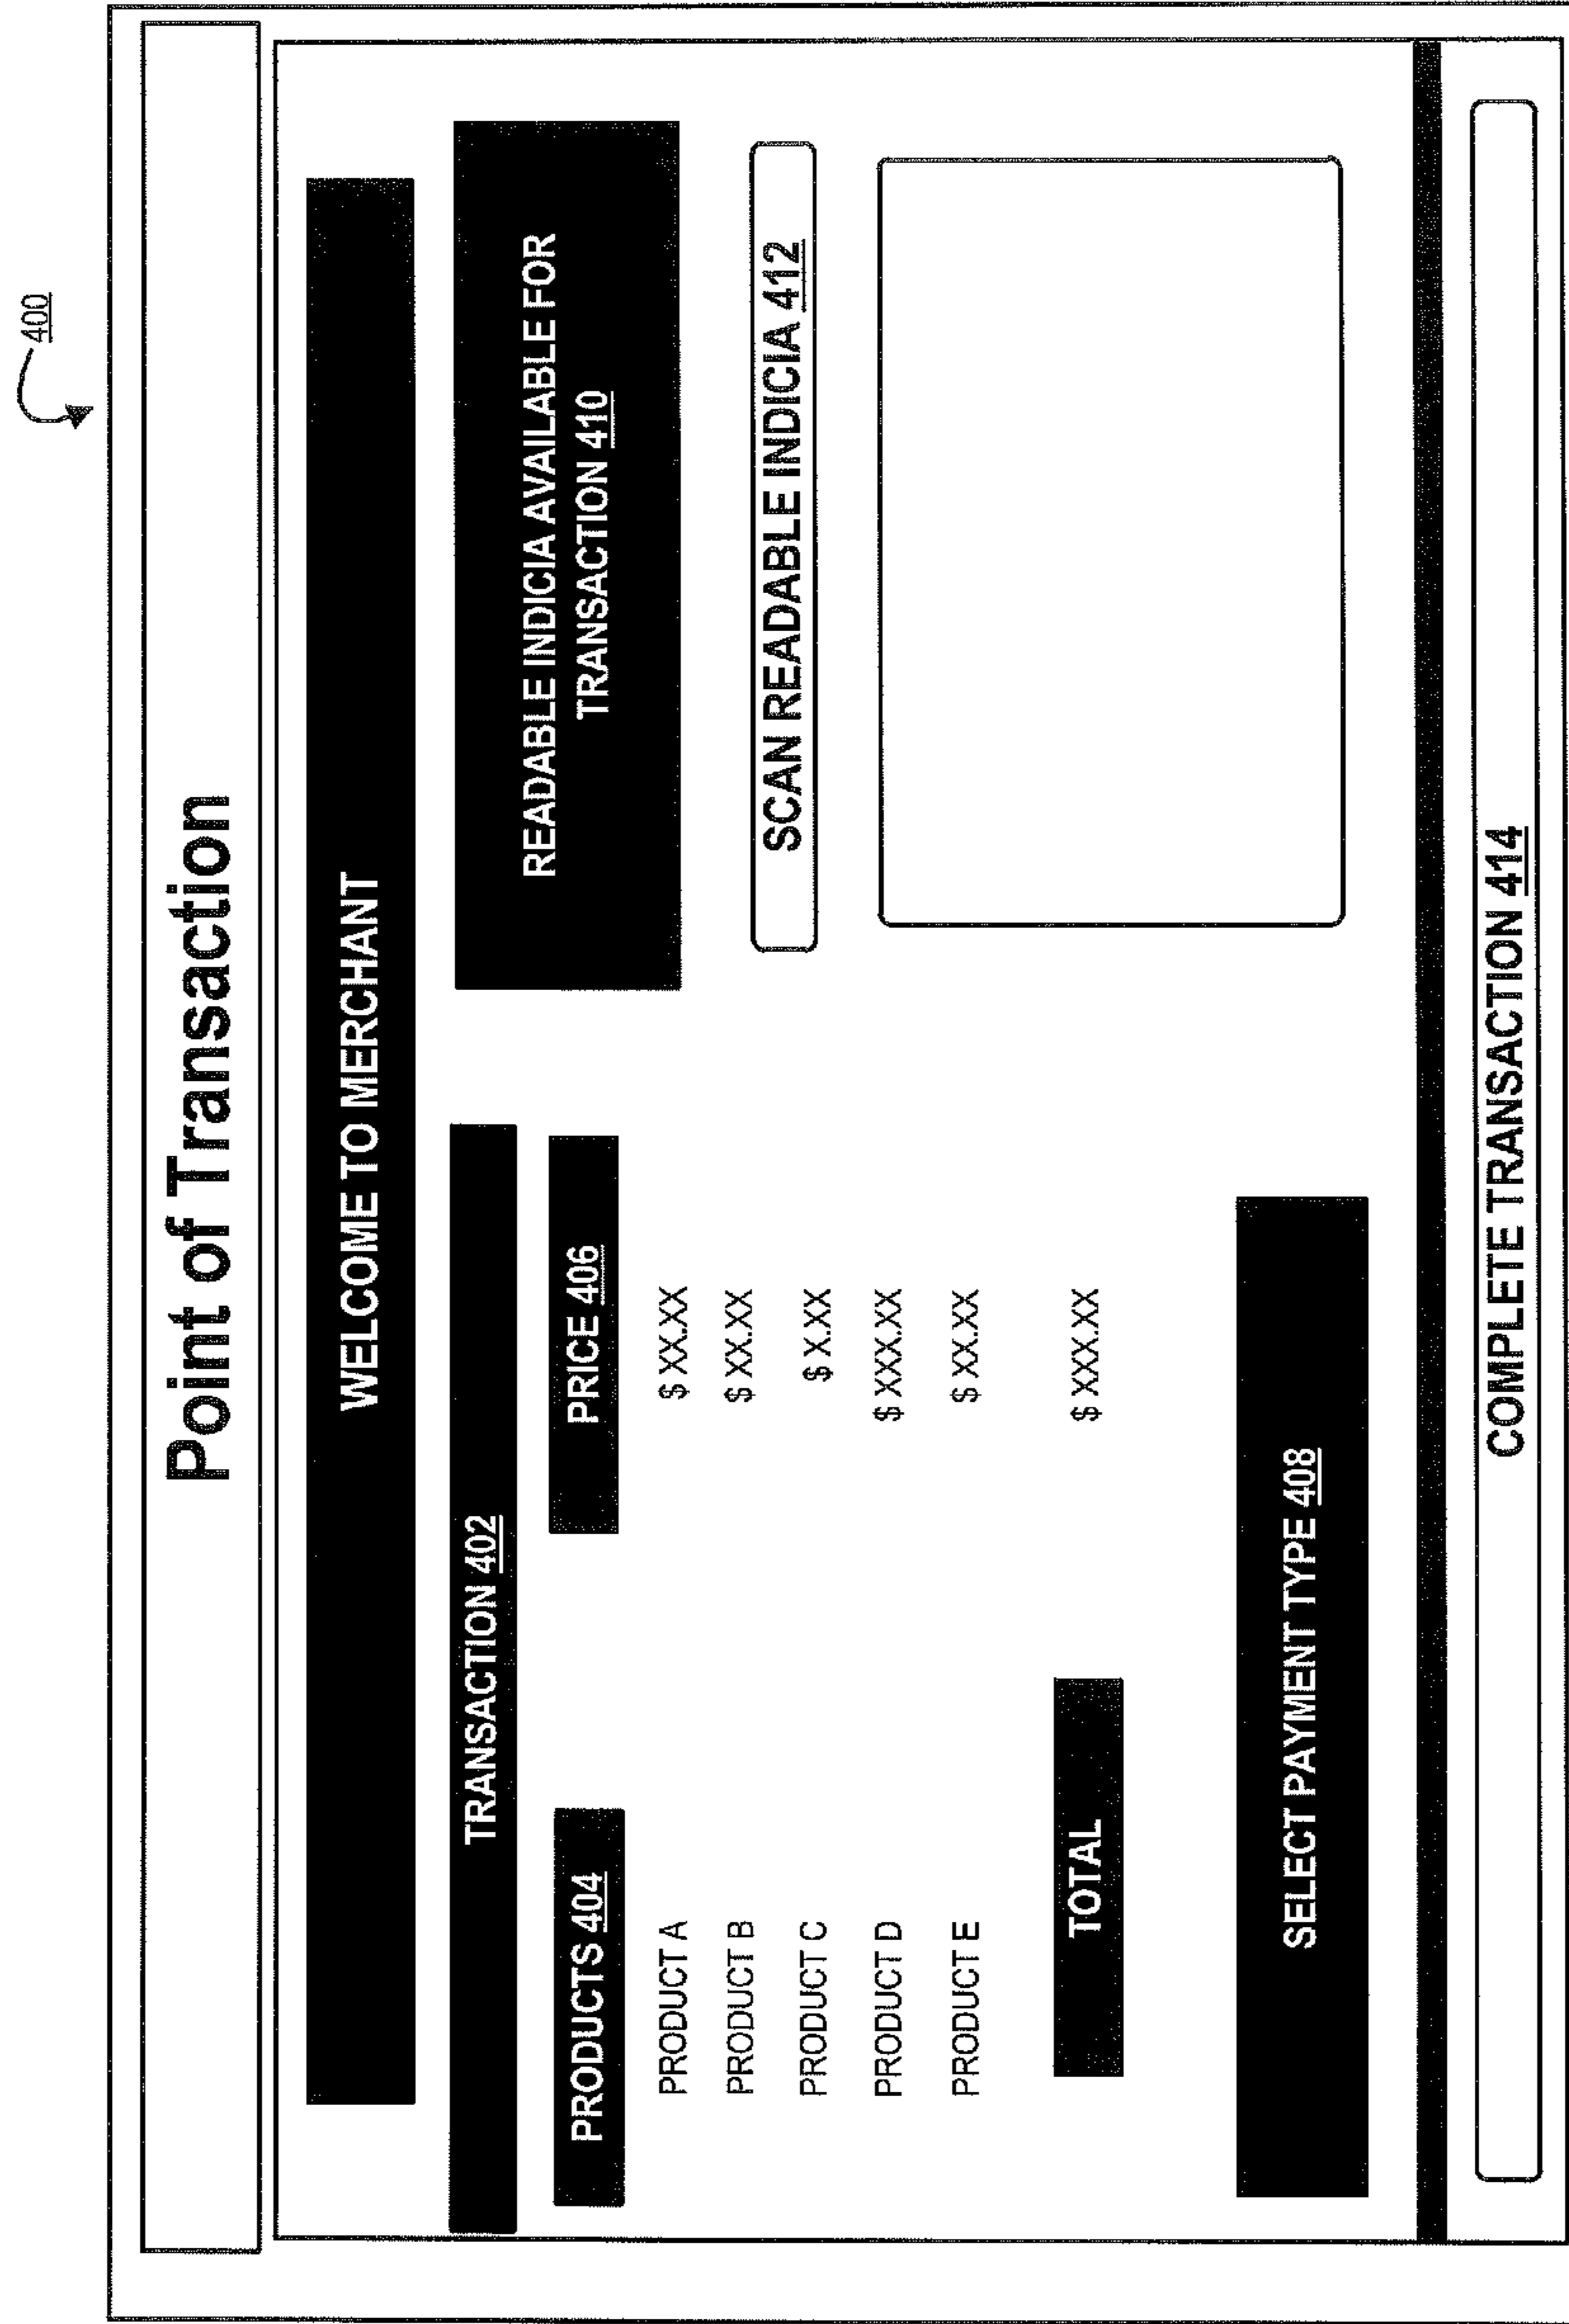 400
Point of Transaction
WELCOME TO MERCHANT
TRANSACTION 402
PRODUCTS 404
PRICE 406
PRODUCT A
$ XX.XX
PRODUCT B
$ XX.XX
PRODUCT C
$ X.XX
PRODUCT D
$ XXX.XX
PRODUCT E
$ XX.XX
TOTAL
$ XXX.XX
SELECT PAYMENT TYPE 408
READABLE INDICIA AVAILABLE FOR
TRANSACTION 410
SCAN READABLE INDICIA 412
COMPLETE TRANSACTION 414